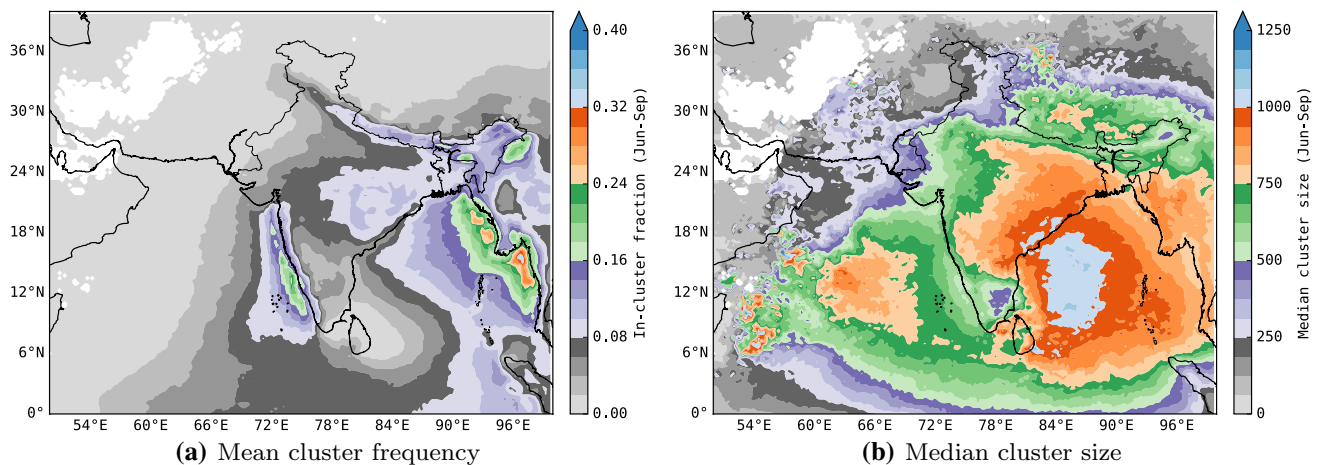 36°N
30°N
24°N
18°N
12°N
6°N
0°
54°E 60°E 66°E 72°E 78°E 84°E 90°E 96°E
0.40
0.32
0.24
0.16
0.08
0.00
In-cluster fraction (Jun-Sep)
(a) Mean cluster frequency
36°N
30°N
24°N
18°N
12°N
6°N
0°
54°E 60°E 66°E 72°E 78°E 84°E 90°E 96°E
1250
1000
750
500
250
0
Median cluster size (Jun-Sep)
(b) Median cluster size